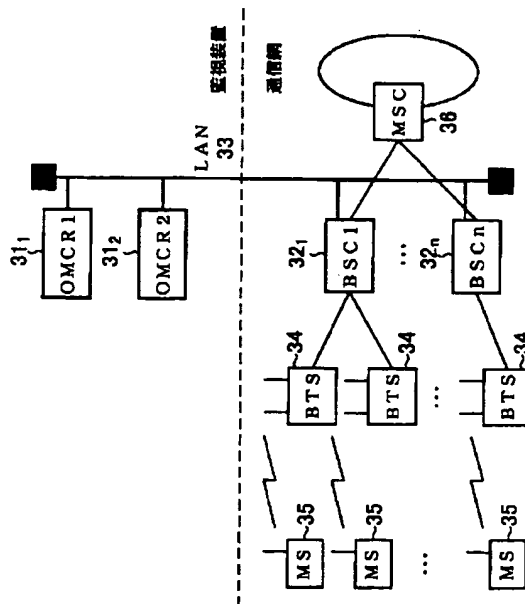 監視装置
通信網
LAN
33
OMCR1
31₁
OMCR2
31₂
MSC
36
BSC1
32₁
...
BSCn
32n
BTS
34
BTS
34
...
BTS
34
MS
35
MS
35
...
MS
35